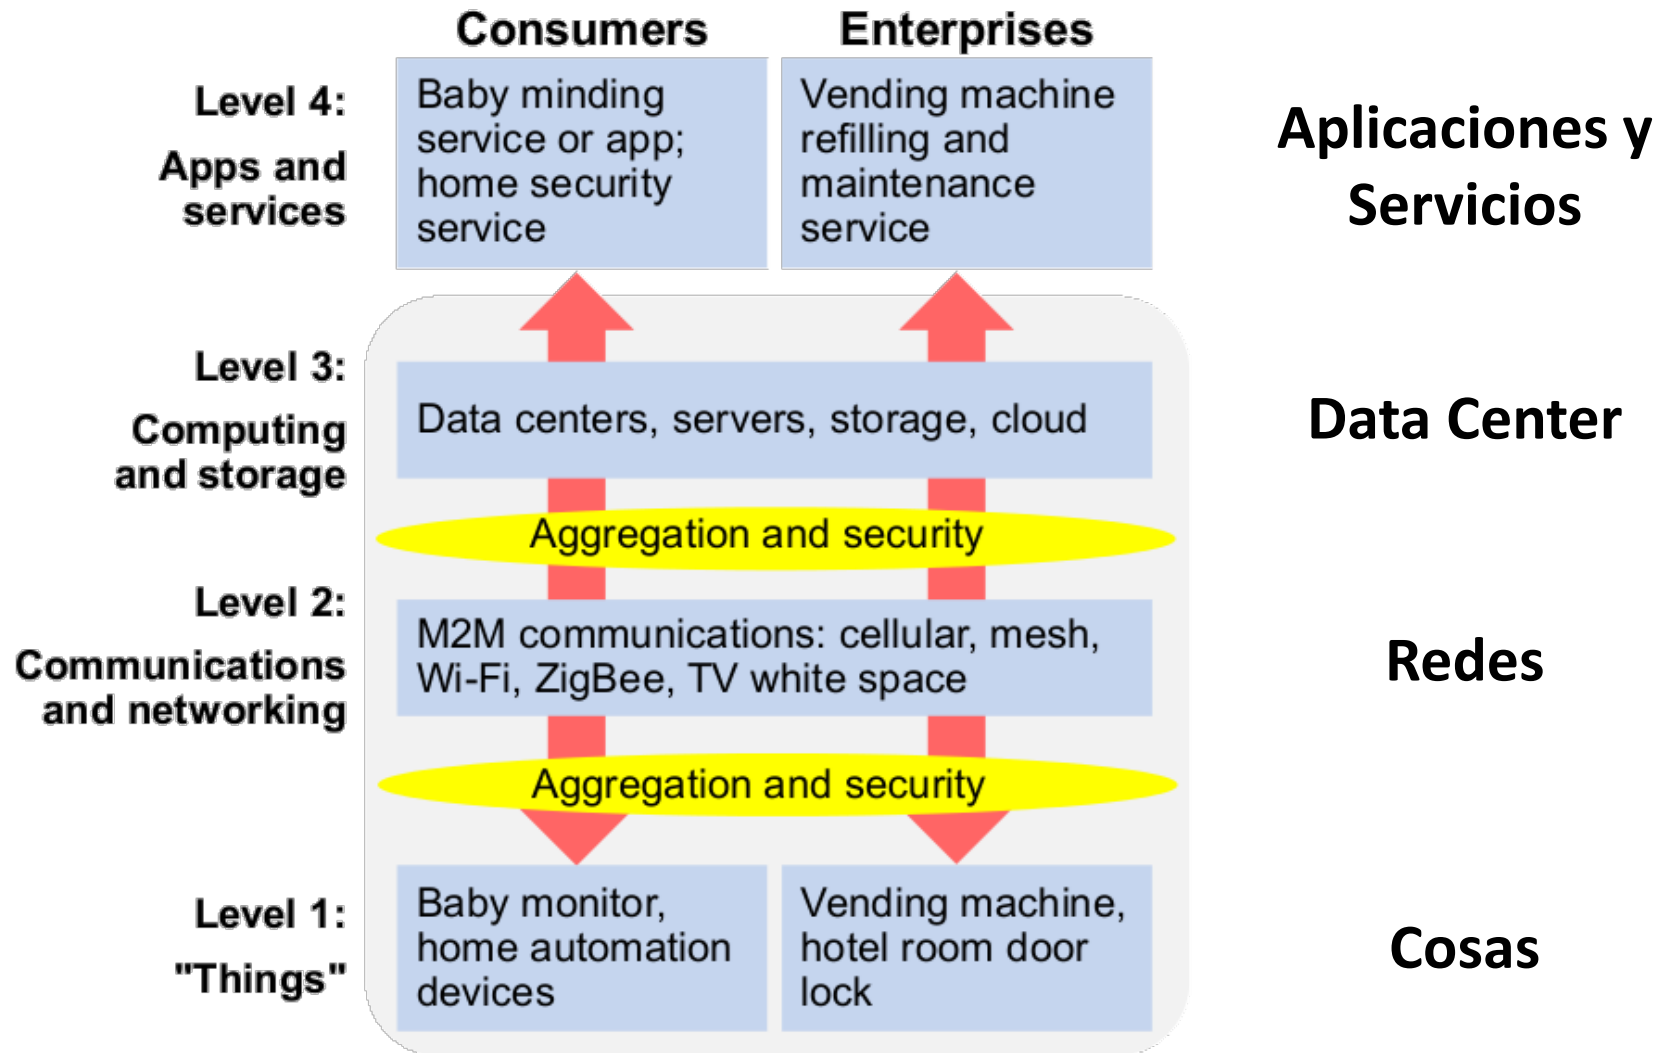 Consumers
Enterprises
Level 4:
Apps and
services
Baby minding
service or app;
home security
service
Vending machine
refilling and
maintenance
service
Aplicaciones y
Servicios
Level 3:
Computing
and storage
Data centers, servers, storage, cloud
Data Center
Aggregation and security
Level 2:
Communications
and networking
M2M communications: cellular, mesh,
Wi-Fi, ZigBee, TV white space
Redes
Aggregation and security
Level 1:
"Things"
Baby monitor,
home automation
devices
Vending machine,
hotel room door
lock
Cosas